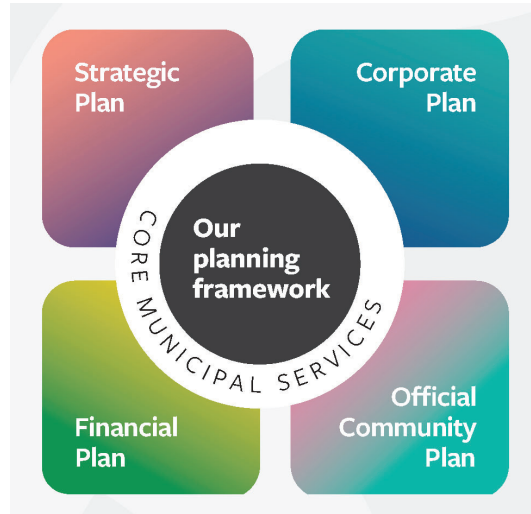 Strategic
Plan
Corporate
Plan
Our
planning
framework
CORE MUNICIPAL SERVICES
Financial
Plan
Official
Community
Plan